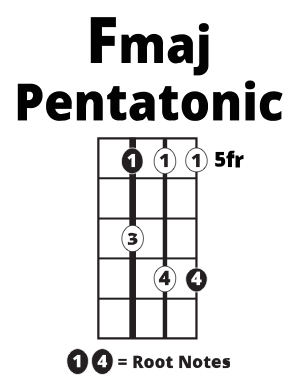 Fmaj
Pentatonic
1 1 1 5fr
3
4 4
1 4 = Root Notes